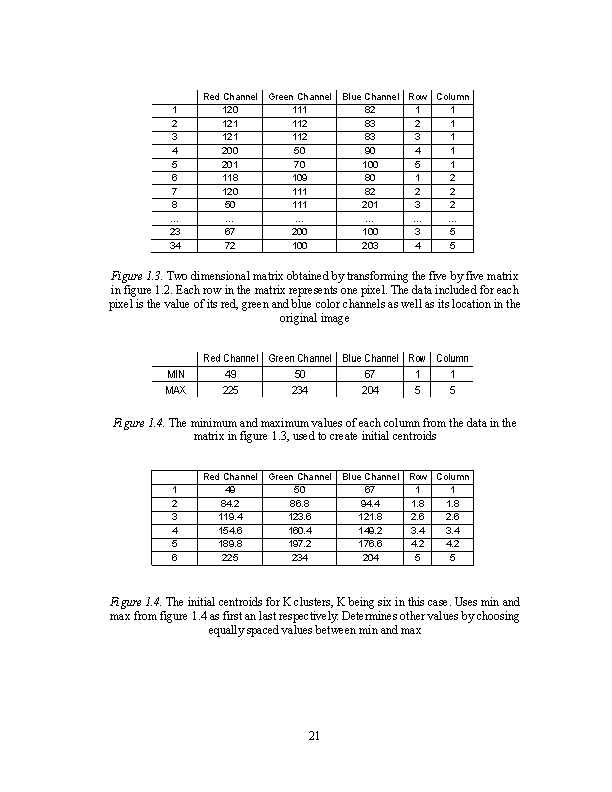 Red Channel Green Channel Blue Channel Row Column
1 120 111 82 1 1
2 121 112 83 2 1
3 121 112 83 3 1
4 200 50 90 4 1
5 201 70 100 5 1
6 118 109 80 1 2
7 120 111 82 2 2
8 50 111 201 3 2
... ... ... ... ... ...
23 67 200 100 3 5
34 72 100 203 4 5
Figure 1.3. Two dimensional matrix obtained by transforming the five by five matrix
in figure 1.2. Each row in the matrix represents one pixel. The data included for each
pixel is the value of its red, green and blue color channels as well as its location in the
original image
Red Channel Green Channel Blue Channel Row Column
MIN 49 50 67 1 1
MAX 225 234 204 5 5
Figure 1.4. The minimum and maximum values of each column from the data in the
matrix in figure 1.3, used to create initial centroids
Red Channel Green Channel Blue Channel Row Column
1 49 50 67 1 1
2 84.2 86.8 94.4 1.8 1.8
3 119.4 123.6 121.8 2.6 2.6
4 154.6 160.4 149.2 3.4 3.4
5 189.8 197.2 176.6 4.2 4.2
6 225 234 204 5 5
Figure 1.4. The initial centroids for K clusters, K being six in this case. Uses min and
max from figure 1.4 as first an last respectively. Determines other values by choosing
equally spaced values between min and max
21